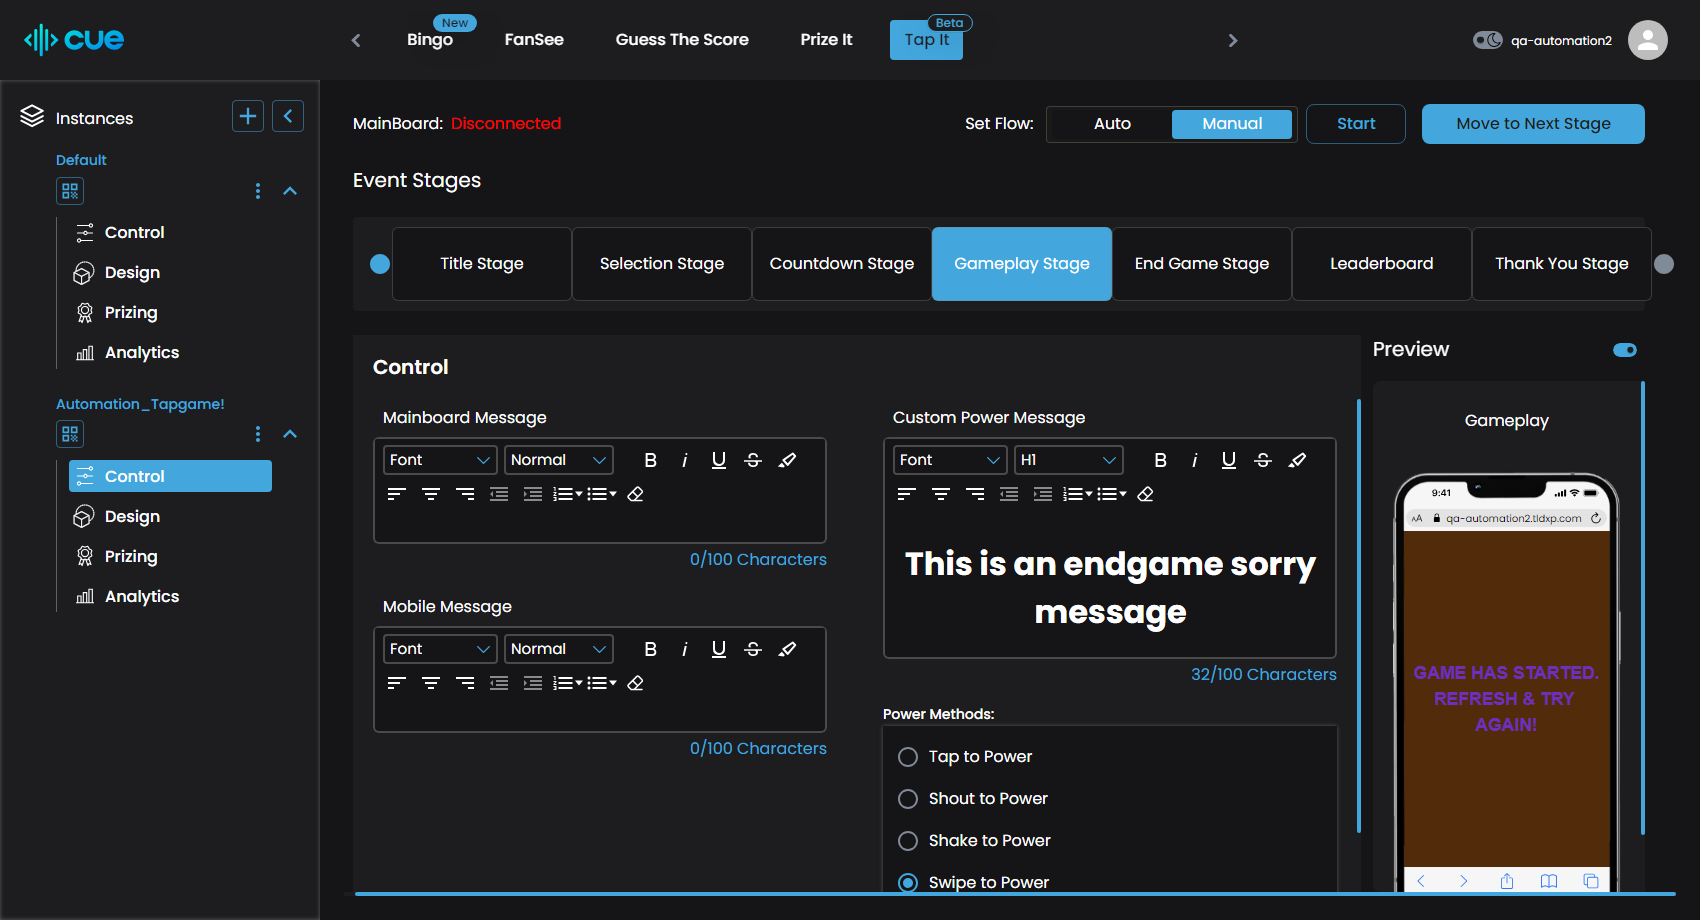 cue
New
Bingo
FanSee
Guess The Score
Prize It
Beta
Tap It
qa-automation2
Instances
Default
Control
Design
Prizing
Analytics
Automation_Tapgame!
Control
Design
Prizing
Analytics
MainBoard: Disconnected
Set Flow:
Auto
Manual
Start
Move to Next Stage
Event Stages
Title Stage
Selection Stage
Countdown Stage
Gameplay Stage
End Game Stage
Leaderboard
Thank You Stage
Control
Mainboard Message
Font
Normal
B i U S
0/100 Characters
Mobile Message
Font
Normal
B i U S
0/100 Characters
Custom Power Message
Font
H1
B i U S
This is an endgame sorry
message
32/100 Characters
Power Methods:
Tap to Power
Shout to Power
Shake to Power
Swipe to Power
Preview
Gameplay
9:41
AA qa-automation2.tldxp.com
GAME HAS STARTED.
REFRESH & TRY
AGAIN!